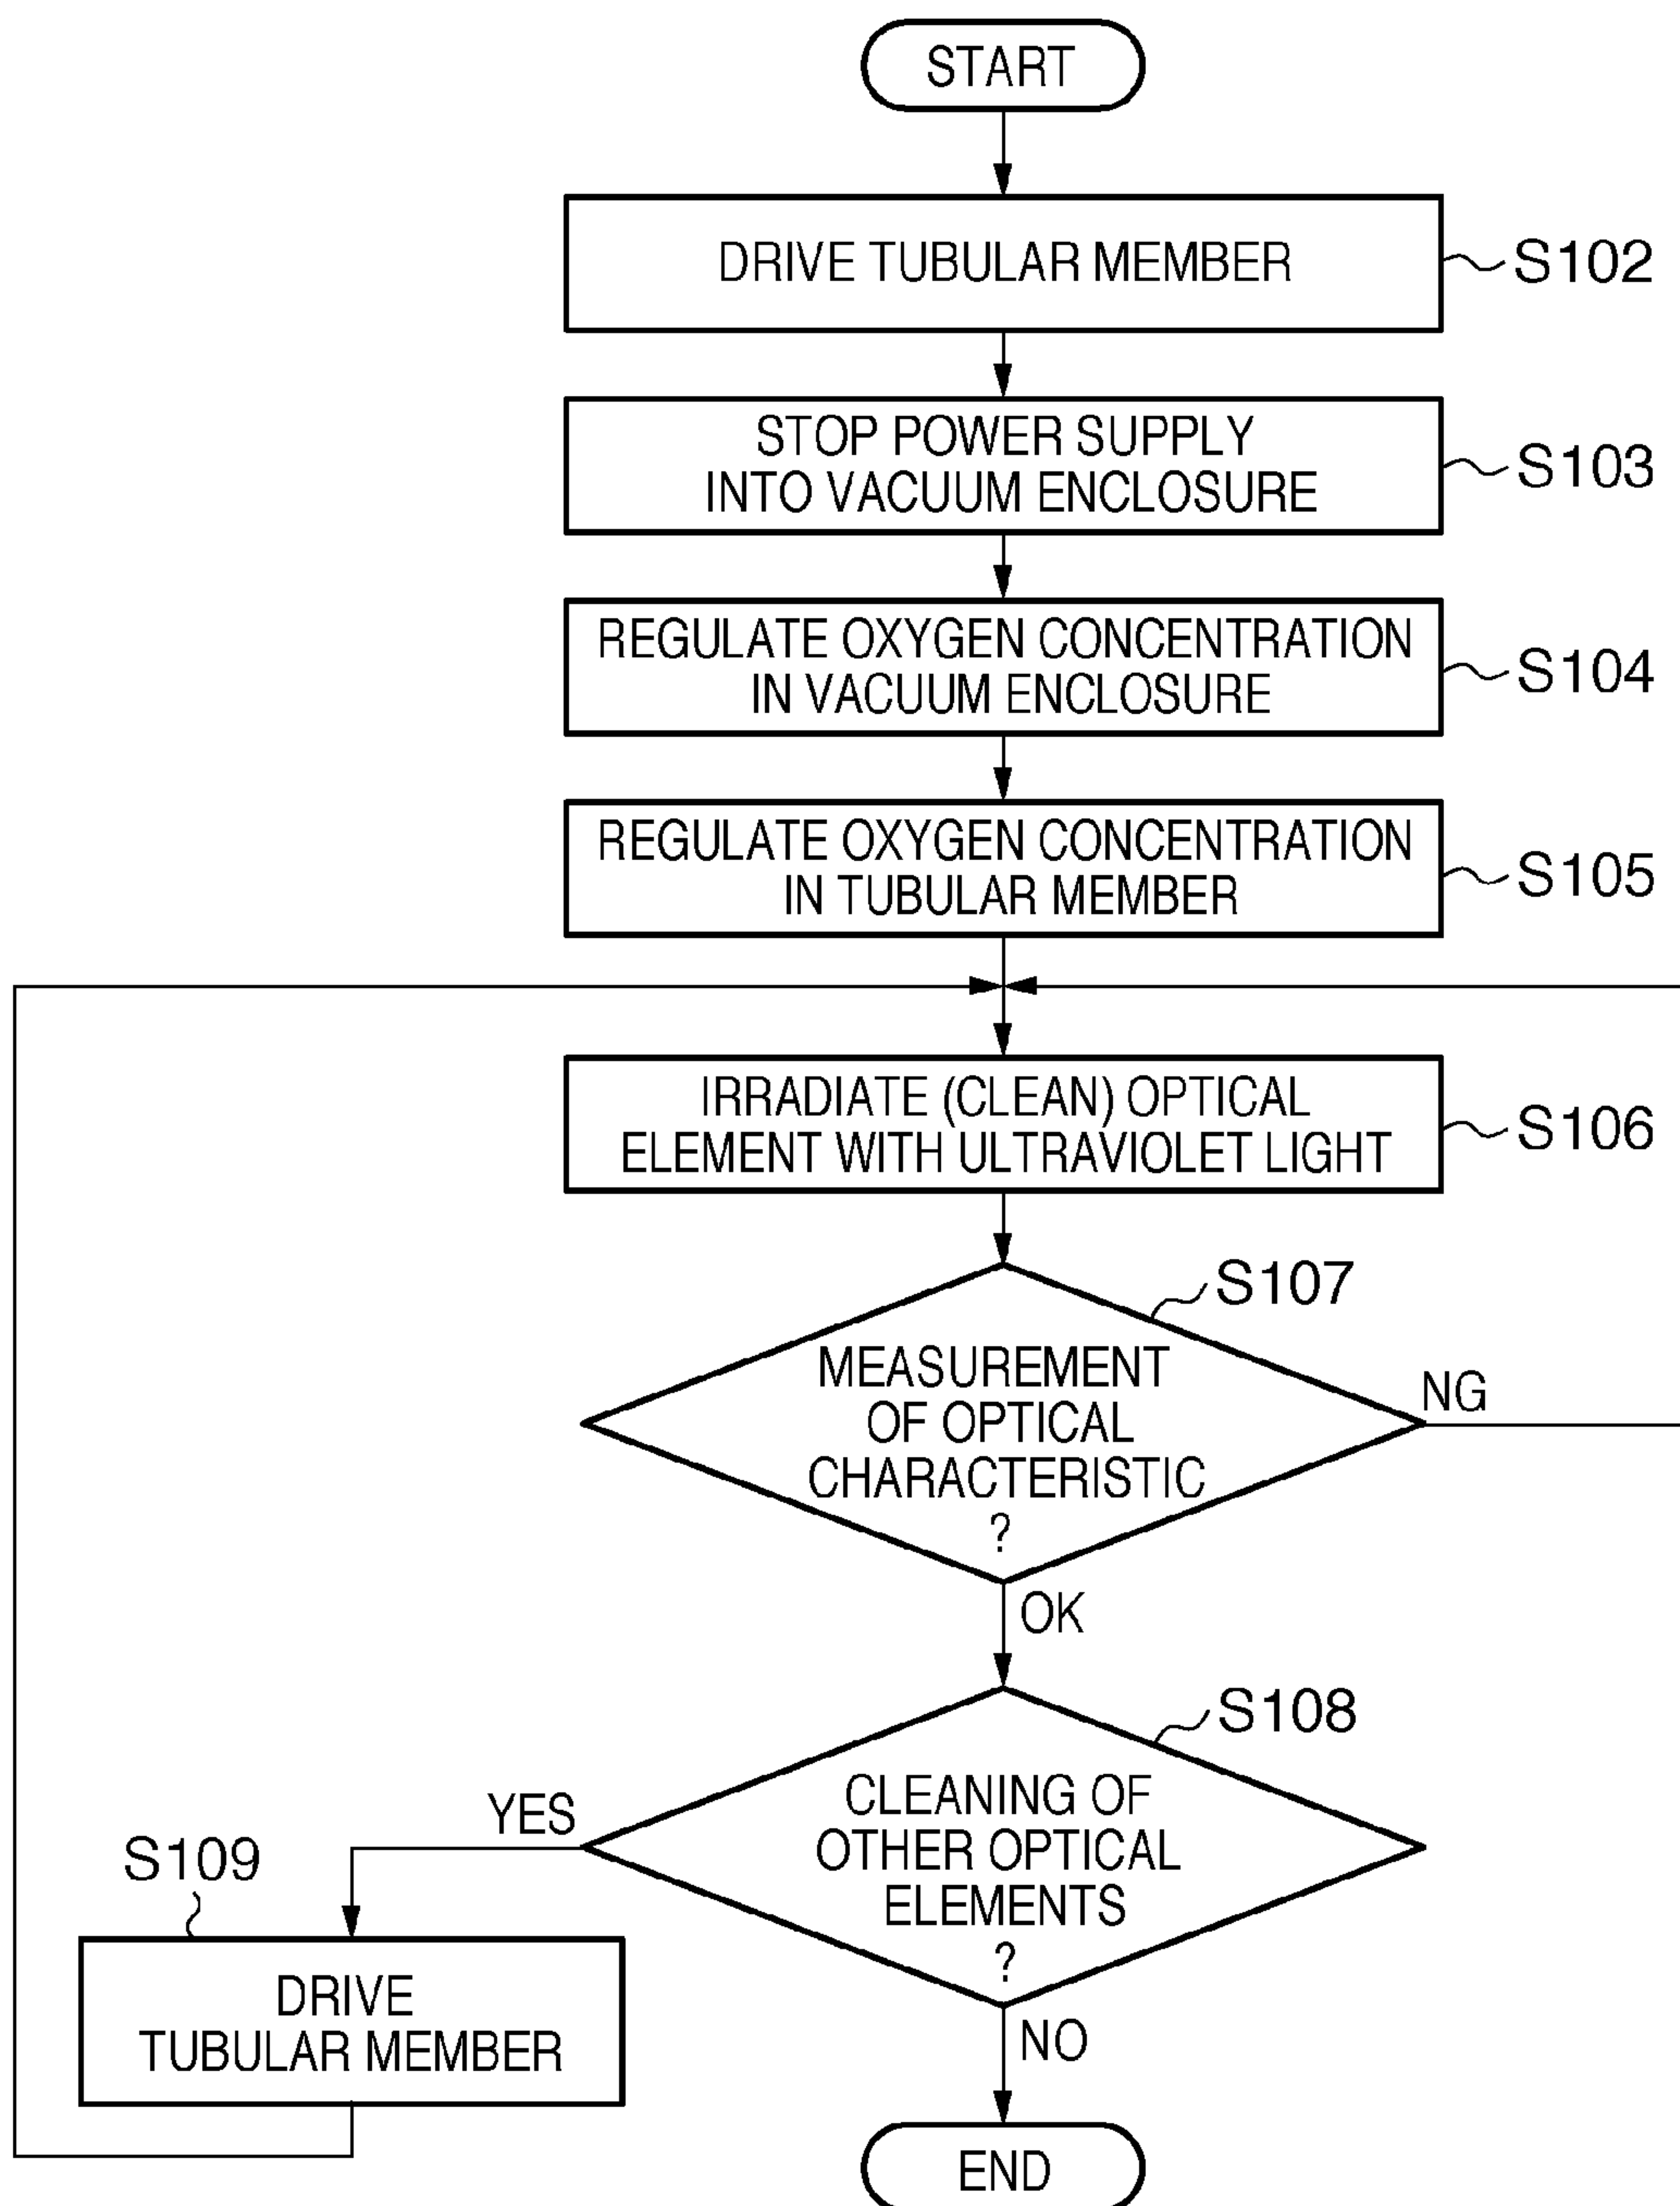 START
DRIVE TUBULAR MEMBER
S102
STOP POWER SUPPLY
INTO VACUUM ENCLOSURE
S103
REGULATE OXYGEN CONCENTRATION
IN VACUUM ENCLOSURE
S104
REGULATE OXYGEN CONCENTRATION
IN TUBULAR MEMBER
S105
IRRADIATE (CLEAN) OPTICAL
ELEMENT WITH ULTRAVIOLET LIGHT
S106
S107
MEASUREMENT
OF OPTICAL
CHARACTERISTIC
?
NG
OK
S108
CLEANING OF
OTHER OPTICAL
ELEMENTS
?
YES
S109
DRIVE
TUBULAR MEMBER
NO
END